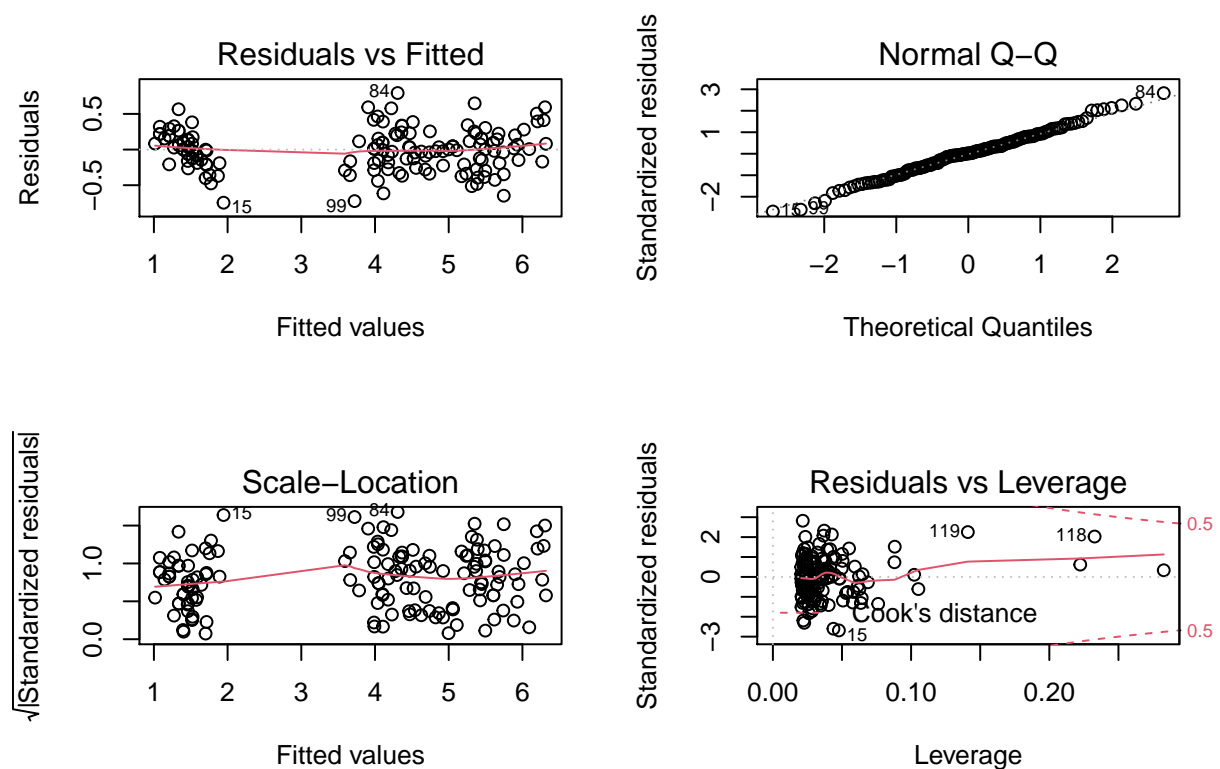 Residuals vs Fitted
Residuals
0.5
−0.5
84
15
99
1 2 3 4 5 6
Fitted values
Normal Q−Q
Standardized residuals
3
1
−2
84
15
99
−2 −1 0 1 2
Theoretical Quantiles
Scale−Location
√|Standardized residuals|
1.0
0.0
15
99
84
1 2 3 4 5 6
Fitted values
Residuals vs Leverage
Standardized residuals
2
0
−3
119
118
0.5
Cook's distance
15
0.5
0.00 0.10 0.20
Leverage